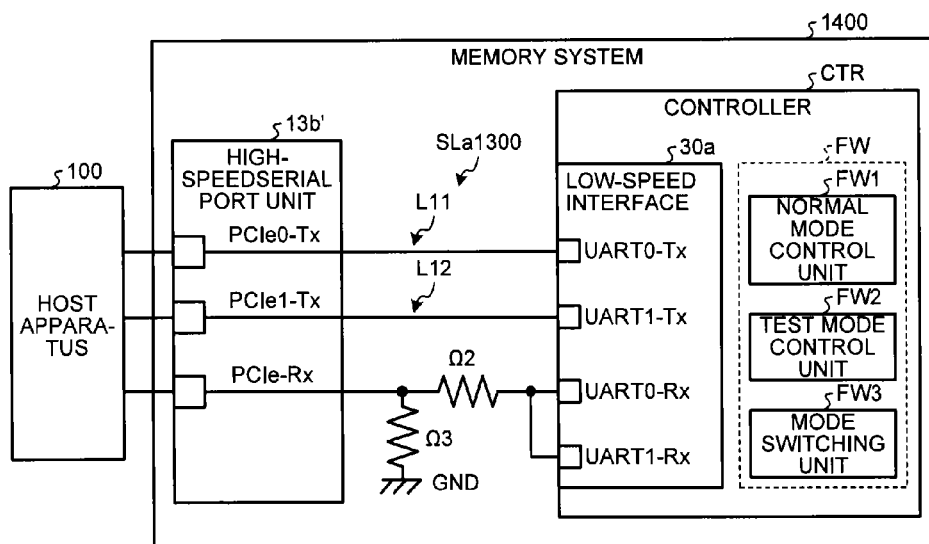 1400
MEMORY SYSTEM
CTR
CONTROLLER
13b'
HIGH-
SPEEDSERIAL
PORT UNIT
SLa1300
30a
LOW-SPEED
INTERFACE
FW
FW1
NORMAL
MODE
CONTROL
UNIT
100
HOST
APPARA-
TUS
L11
PCIe0-Tx
UART0-Tx
L12
PCIe1-Tx
UART1-Tx
FW2
TEST MODE
CONTROL
UNIT
PCIe-Rx
Ω2
UART0-Rx
Ω3
GND
UART1-Rx
FW3
MODE
SWITCHING
UNIT